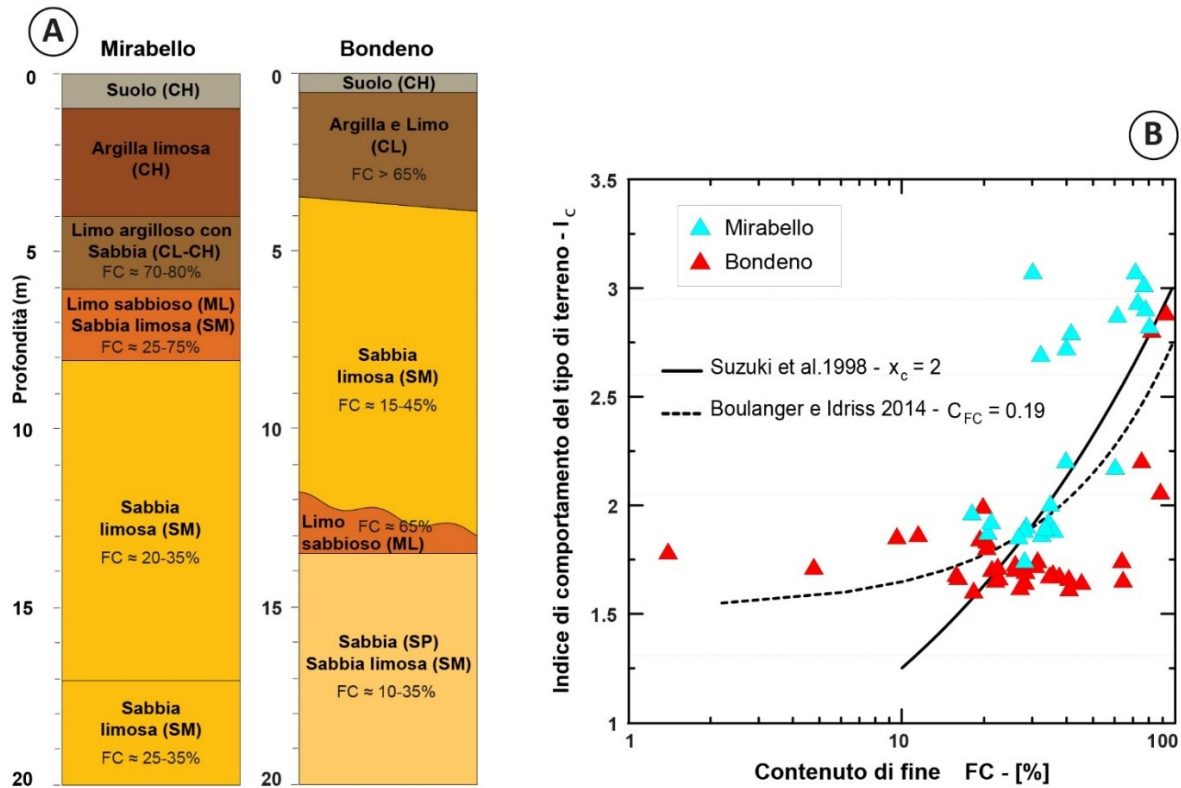 A
Mirabello
Bondeno
Profondità (m)
0
5
10
15
20
Suolo (CH)
Argilla limosa
(CH)
Limo argilloso con
Sabbia (CL-CH)
FC ≈ 70-80%
Limo sabbioso (ML)
Sabbia limosa (SM)
FC ≈ 25-75%
Sabbia
limosa (SM)
FC ≈ 20-35%
Sabbia
limosa (SM)
FC ≈ 25-35%
0
5
10
15
20
Suolo (CH)
Argilla e Limo
(CL)
FC > 65%
Sabbia
limosa (SM)
FC ≈ 15-45%
Limo FC ≈ 65%
sabbioso (ML)
Sabbia (SP)
Sabbia limosa (SM)
FC ≈ 10-35%
B
Indice di comportamento del tipo di terreno - I_C
3.5
3
2.5
2
1.5
1
Mirabello
Bondeno
Suzuki et al.1998 - x_c = 2
Boulanger e Idriss 2014 - C_FC = 0.19
1
10
100
Contenuto di fine FC - [%]